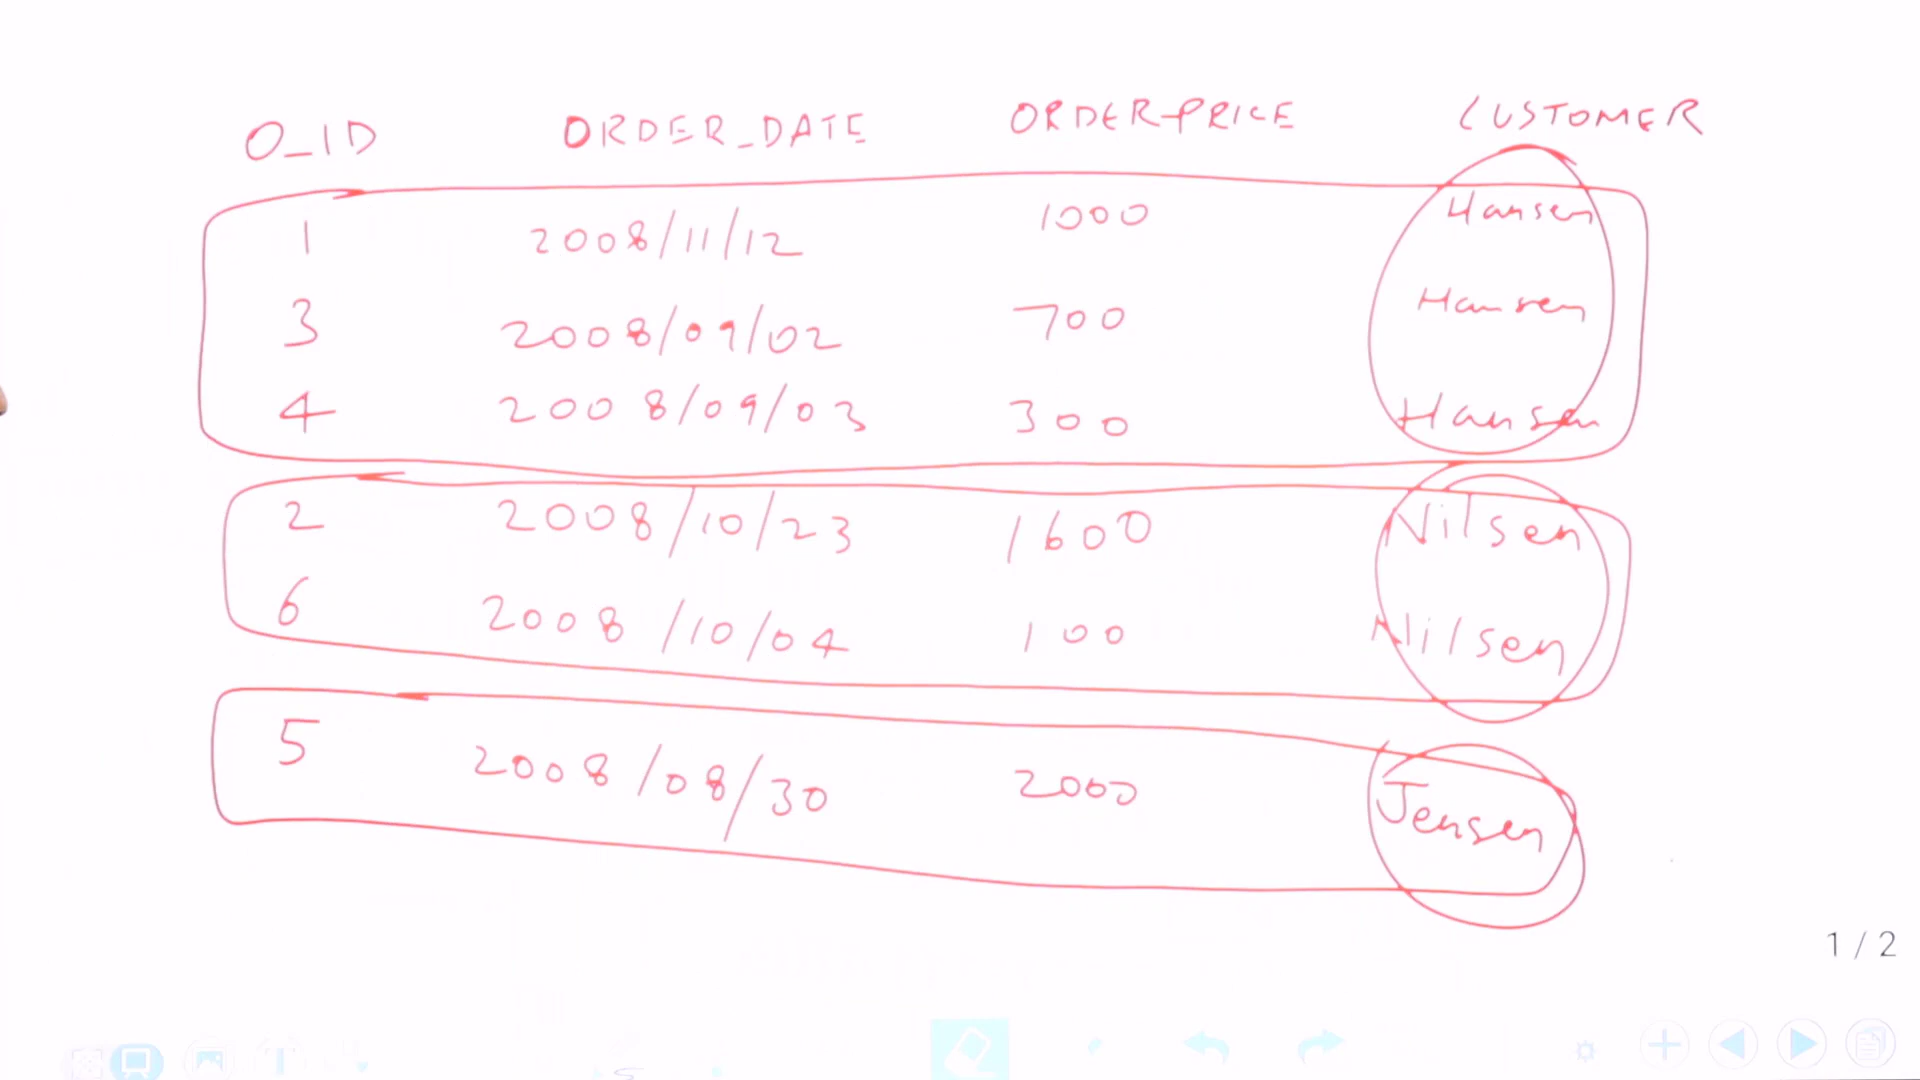 O_ID ORDER_DATE ORDER_PRICE CUSTOMER
1 2008/11/12 1000 Hansen
3 2008/09/02 700 Hansen
4 2008/09/03 300 Hansen
2 2008/10/23 1600 Nilsen
6 2008/10/04 100 Nilsen
5 2008/08/30 2000 Jensen
1 / 2